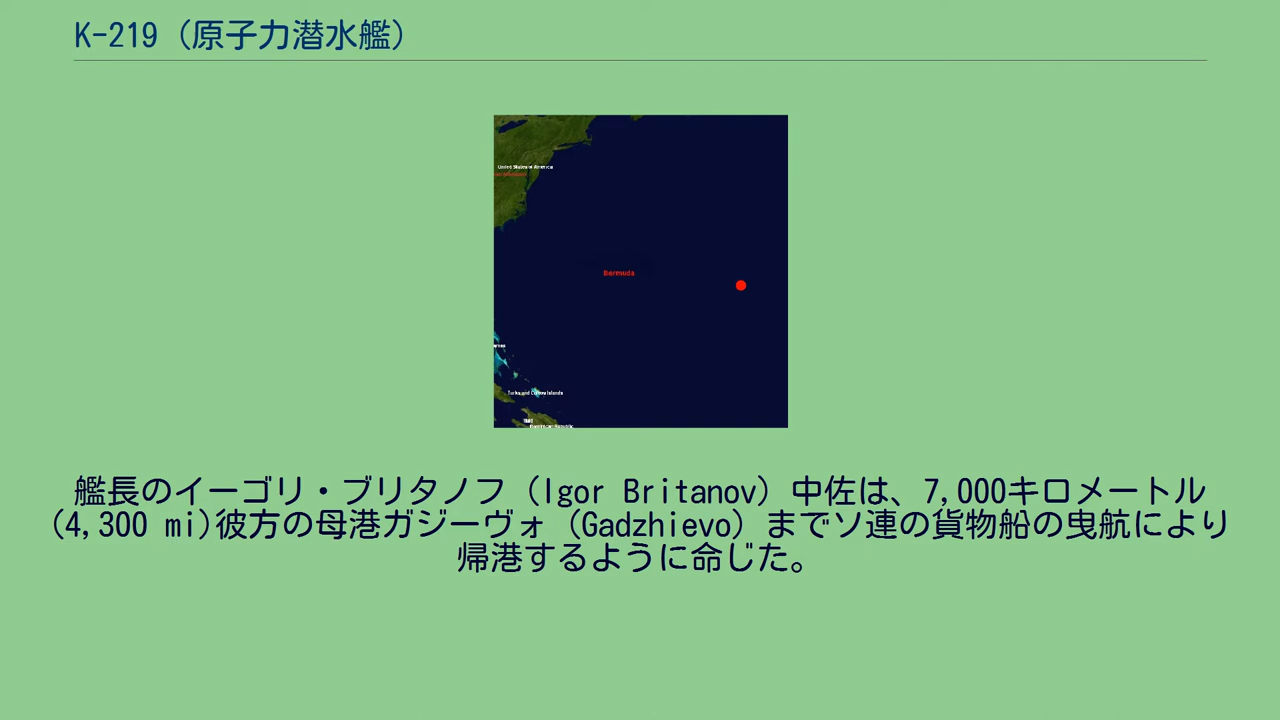 K-219 (原子力潜水艦)
United States of America
Bermuda
Turks and Caicos Islands
艦長のイーゴリ・ブリタノフ (Igor Britanov) 中佐は、7,000キロメートル
(4,300 mi)彼方の母港ガジーヴォ (Gadzhievo) までソ連の貨物船の曳航により
帰港するように命じた。